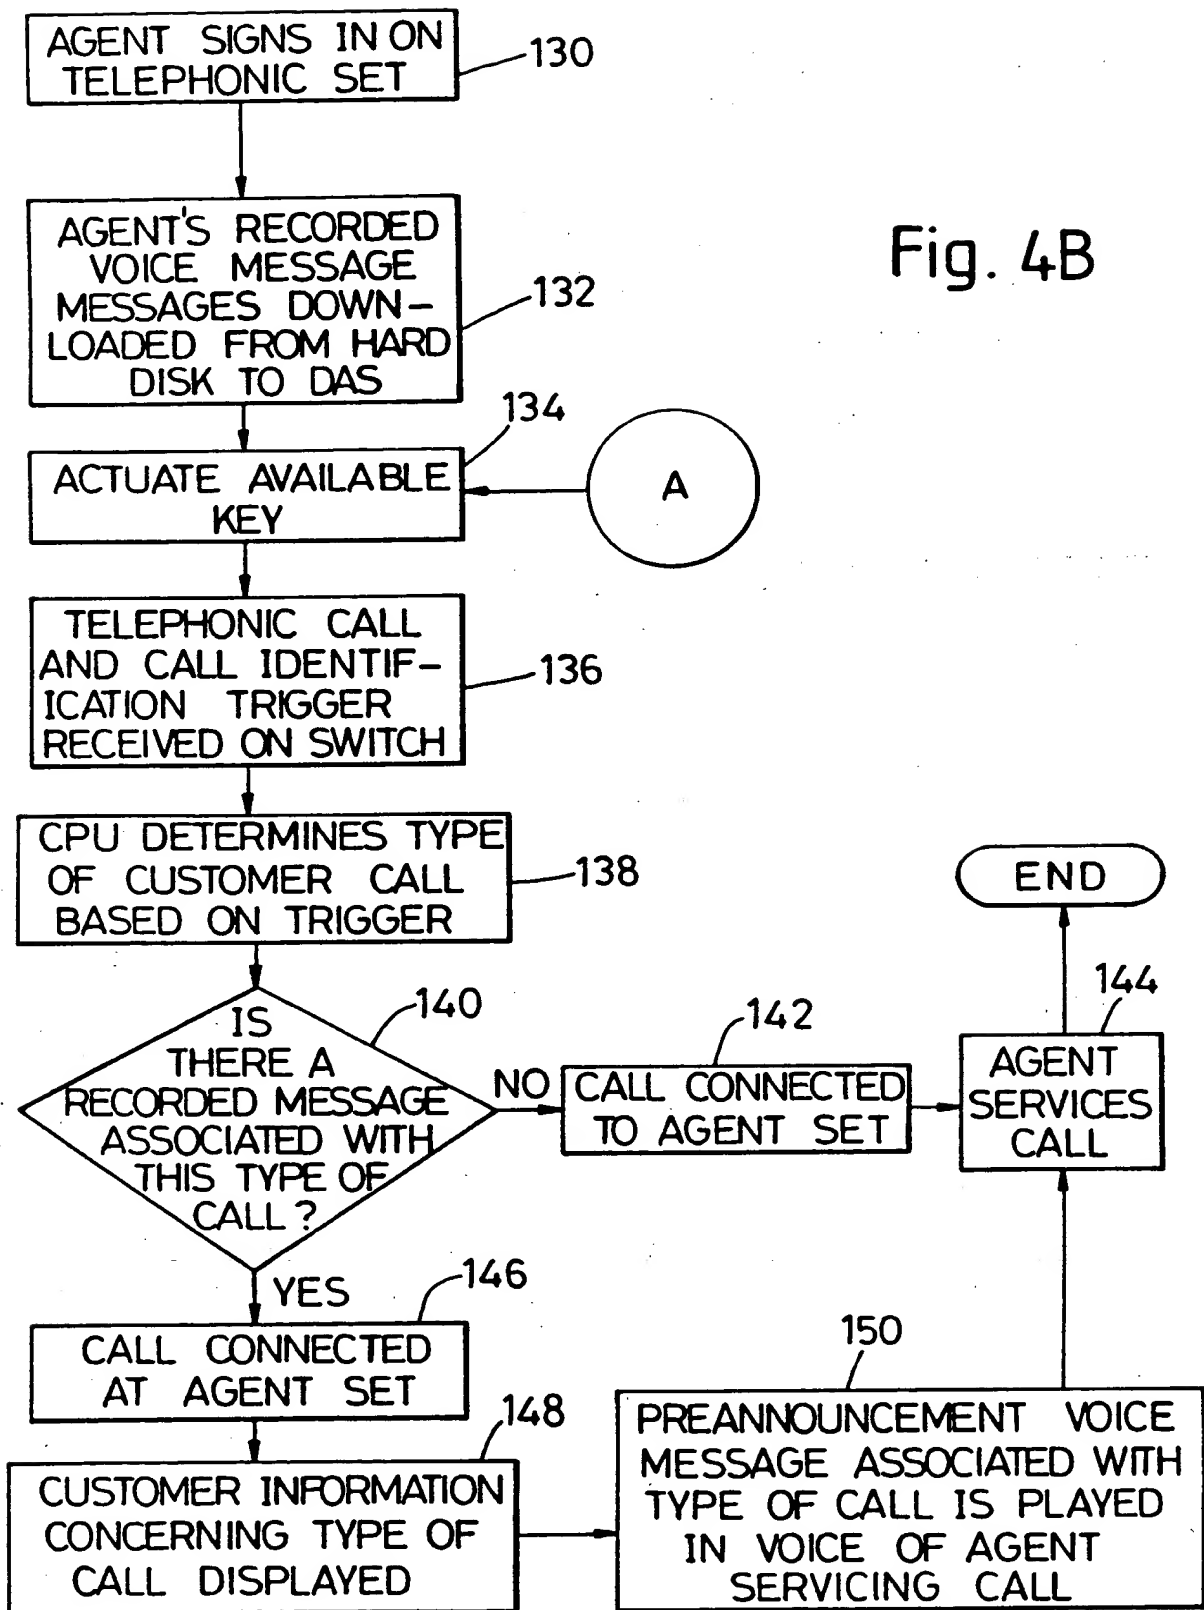 AGENT SIGNS IN ON
TELEPHONIC SET
130
AGENT'S RECORDED
VOICE MESSAGE
MESSAGES DOWN-
LOADED FROM HARD
DISK TO DAS
132
Fig. 4B
134
ACTUATE AVAILABLE
KEY
A
TELEPHONIC CALL
AND CALL IDENTIF-
ICATION TRIGGER
RECEIVED ON SWITCH
136
CPU DETERMINES TYPE
OF CUSTOMER CALL
BASED ON TRIGGER
138
END
IS
THERE A
RECORDED MESSAGE
ASSOCIATED WITH
THIS TYPE OF
CALL?
140
NO
142
CALL CONNECTED
TO AGENT SET
144
AGENT
SERVICES
CALL
YES
146
CALL CONNECTED
AT AGENT SET
148
CUSTOMER INFORMATION
CONCERNING TYPE OF
CALL DISPLAYED
150
PREANNOUNCEMENT VOICE
MESSAGE ASSOCIATED WITH
TYPE OF CALL IS PLAYED
IN VOICE OF AGENT
SERVICING CALL